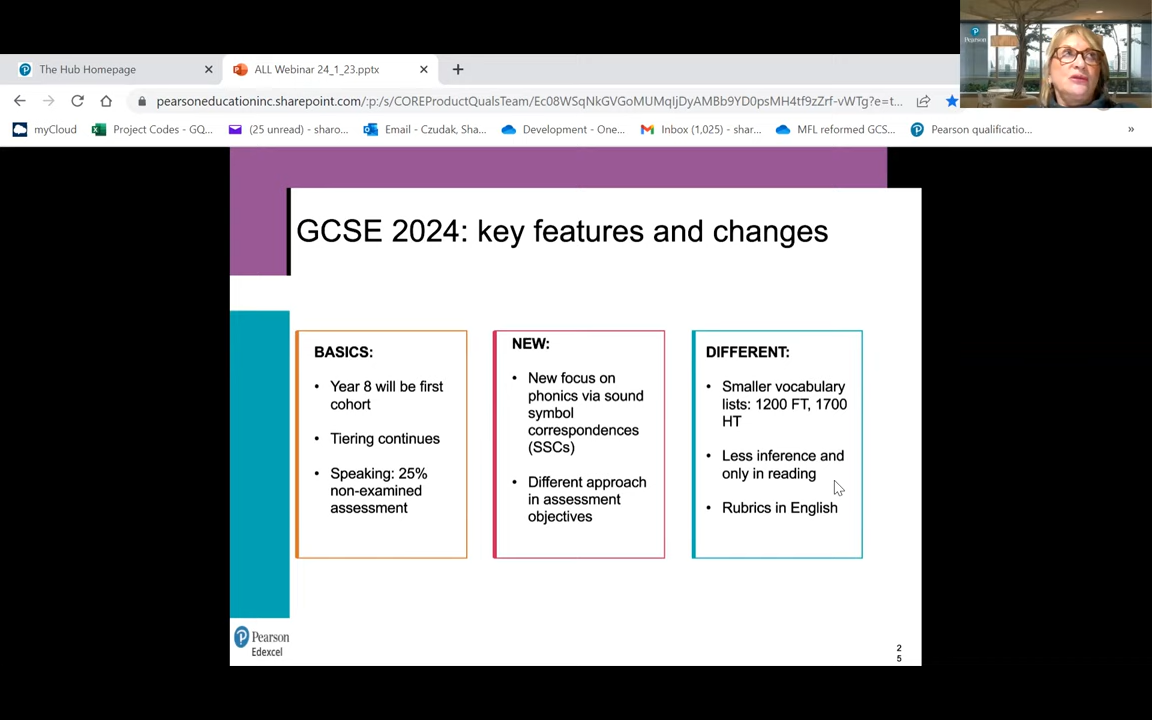 Pearson
The Hub Homepage
ALL Webinar 24_1_23.pptx
pearsoneducationinc.sharepoint.com/:p:/s/COREProductQualsTeam/Ec08WSqNkGVGoMUMqljDyAMBb9YD0psMH4tf9zZrf-vWTg?e=t...
myCloud
Project Codes - GQ...
(25 unread) - sharo...
Email - Czudak, Sha...
Development - One...
Inbox (1,025) - shar...
MFL reformed GCS...
Pearson qualificatio...
»
GCSE 2024: key features and changes
BASICS:
• Year 8 will be first
cohort
• Tiering continues
• Speaking: 25%
non-examined
assessment
NEW:
• New focus on
phonics via sound
symbol
correspondences
(SSCs)
• Different approach
in assessment
objectives
DIFFERENT:
• Smaller vocabulary
lists: 1200 FT, 1700
HT
• Less inference and
only in reading
• Rubrics in English
Pearson
Edexcel
2
5